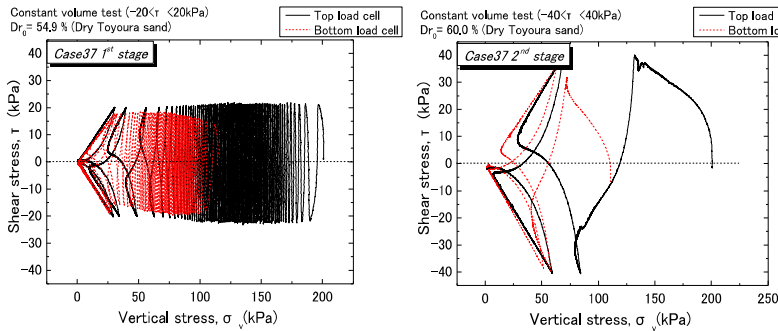 Constant volume test (-20<τ <20kPa)
Dr₀= 54.9 % (Dry Toyoura sand)
Top load cell
Bottom load cell
Case37 1st stage
40
30
20
10
0
-10
-20
-30
-40
Shear stress, τ (kPa)
0 50 100 150 200
Vertical stress, σ v(kPa)
Constant volume test (-40<τ <40kPa)
Dr₀= 60.0 % (Dry Toyoura sand)
Top load
Bottom load
Case37 2nd stage
40
30
20
10
0
-10
-20
-30
-40
Shear stress, τ (kPa)
0 50 100 150 200 250
Vertical stress, σ v(kPa)